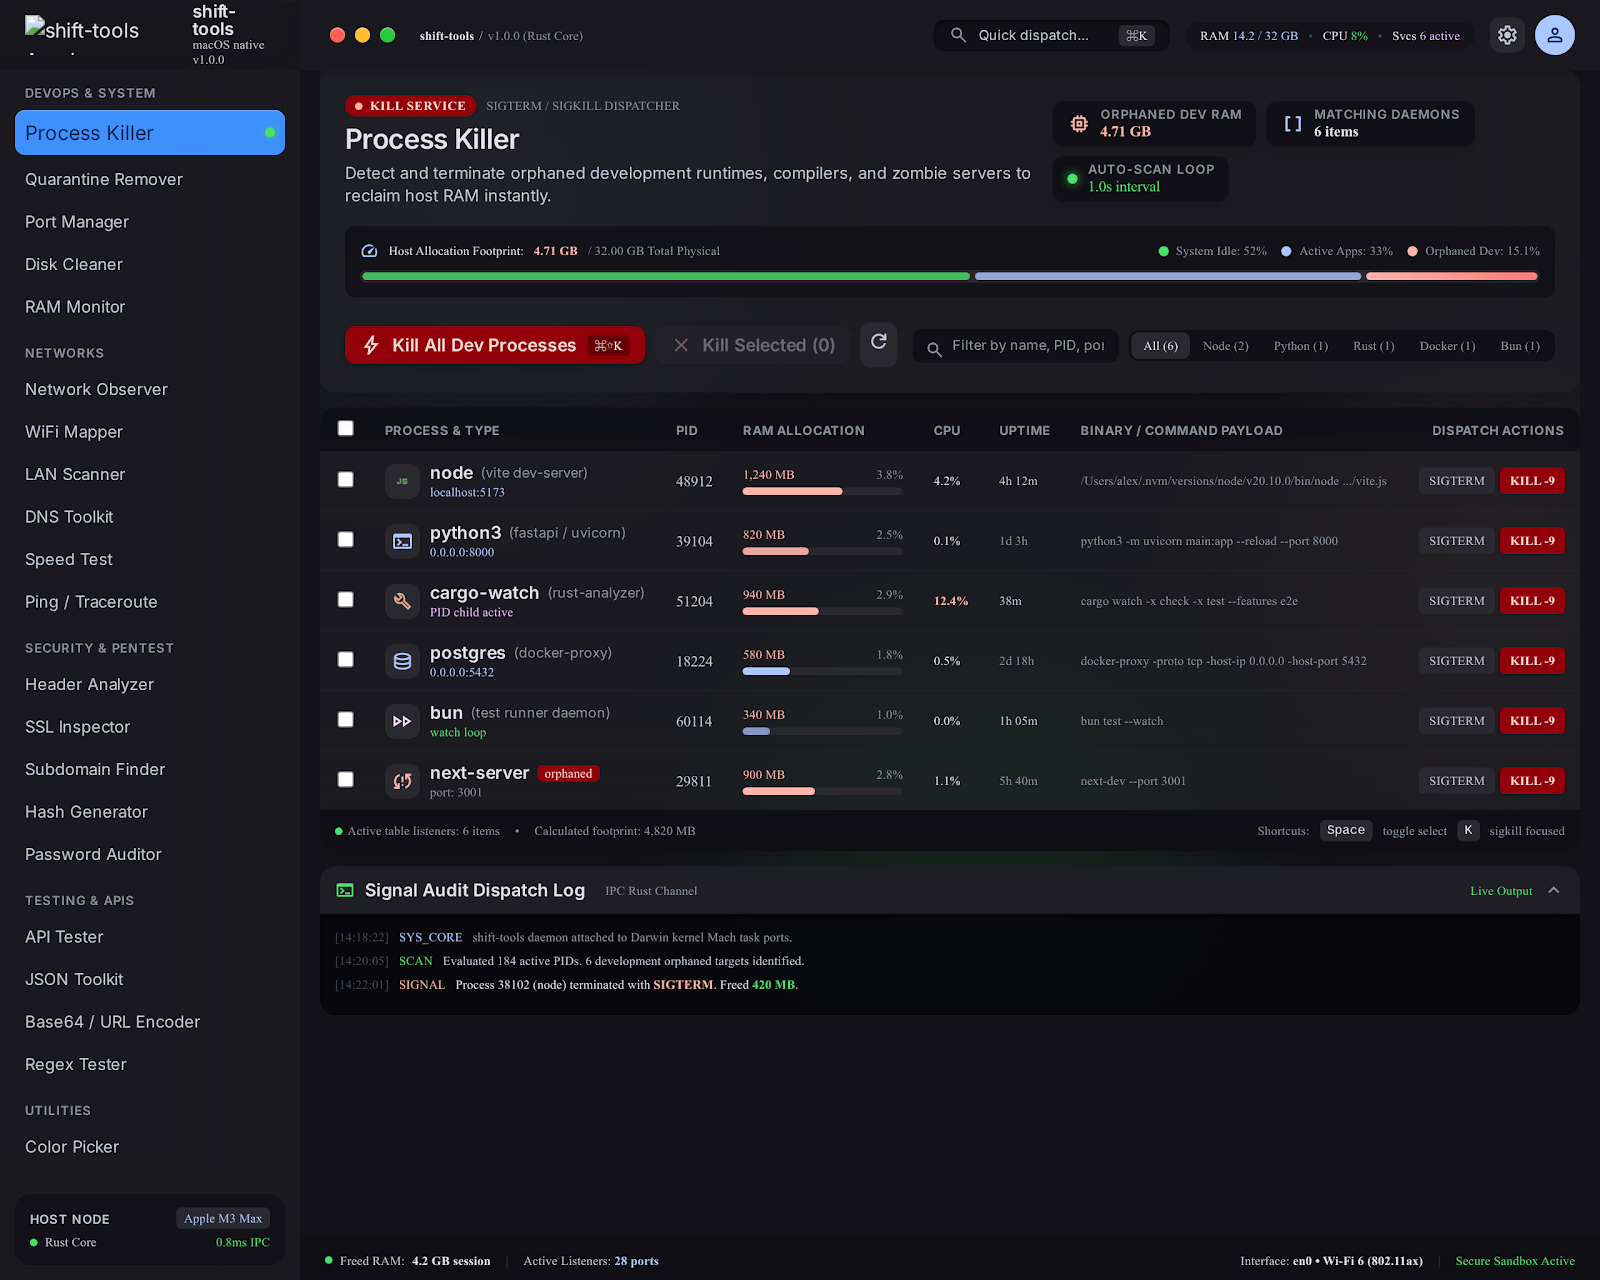 shift-tools
shift-tools
macOS native v1.0.0
shift-tools / v1.0.0 (Rust Core)
Quick dispatch... ⌘K
RAM 14.2 / 32 GB • CPU 8% • Svcs 6 active
DEVOPS & SYSTEM
Process Killer
Quarantine Remover
Port Manager
Disk Cleaner
RAM Monitor
NETWORKS
Network Observer
WiFi Mapper
LAN Scanner
DNS Toolkit
Speed Test
Ping / Traceroute
SECURITY & PENTEST
Header Analyzer
SSL Inspector
Subdomain Finder
Hash Generator
Password Auditor
TESTING & APIS
API Tester
JSON Toolkit
Base64 / URL Encoder
Regex Tester
UTILITIES
Color Picker
HOST NODE Apple M3 Max
Rust Core 0.8ms IPC
KILL SERVICE SIGTERM / SIGKILL DISPATCHER
Process Killer
Detect and terminate orphaned development runtimes, compilers, and zombie servers to
reclaim host RAM instantly.
ORPHANED DEV RAM
4.71 GB
MATCHING DAEMONS
6 items
AUTO-SCAN LOOP
1.0s interval
Host Allocation Footprint: 4.71 GB / 32.00 GB Total Physical
System Idle: 52% Active Apps: 33% Orphaned Dev: 15.1%
Kill All Dev Processes
Kill Selected (0)
Filter by name, PID, por
All (6) Node (2) Python (1) Rust (1) Docker (1) Bun (1)
PROCESS & TYPE PID RAM ALLOCATION CPU UPTIME BINARY / COMMAND PAYLOAD DISPATCH ACTIONS
JS node (vite dev-server) 48912 1,240 MB 3.8% 4.2% 4h 12m /Users/alex/.nvm/versions/node/v20.10.0/bin/node .../vite.js SIGTERM KILL -9
localhost:5173
python3 (fastapi / uvicorn) 39104 820 MB 2.5% 0.1% 1d 3h python3 -m uvicorn main:app --reload --port 8000 SIGTERM KILL -9
0.0.0.0:8000
cargo-watch (rust-analyzer) 51204 940 MB 2.9% 12.4% 38m cargo watch -x check -x test --features e2e SIGTERM KILL -9
PID child active
postgres (docker-proxy) 18224 580 MB 1.8% 0.5% 2d 18h docker-proxy -proto tcp -host-ip 0.0.0.0 -host-port 5432 SIGTERM KILL -9
0.0.0.0:5432
bun (test runner daemon) 60114 340 MB 1.0% 0.0% 1h 05m bun test --watch SIGTERM KILL -9
watch loop
next-server orphaned 29811 900 MB 2.8% 1.1% 5h 40m next-dev --port 3001 SIGTERM KILL -9
port: 3001
Active table listeners: 6 items • Calculated footprint: 4,820 MB
Shortcuts: Space toggle select K sigkill focused
Signal Audit Dispatch Log IPC Rust Channel Live Output
[14:18:22] SYS_CORE shift-tools daemon attached to Darwin kernel Mach task ports.
[14:20:05] SCAN Evaluated 184 active PIDs. 6 development orphaned targets identified.
[14:22:01] SIGNAL Process 38102 (node) terminated with SIGTERM. Freed 420 MB.
Freed RAM: 4.2 GB session Active Listeners: 28 ports
Interface: en0 • Wi-Fi 6 (802.11ax) Secure Sandbox Active